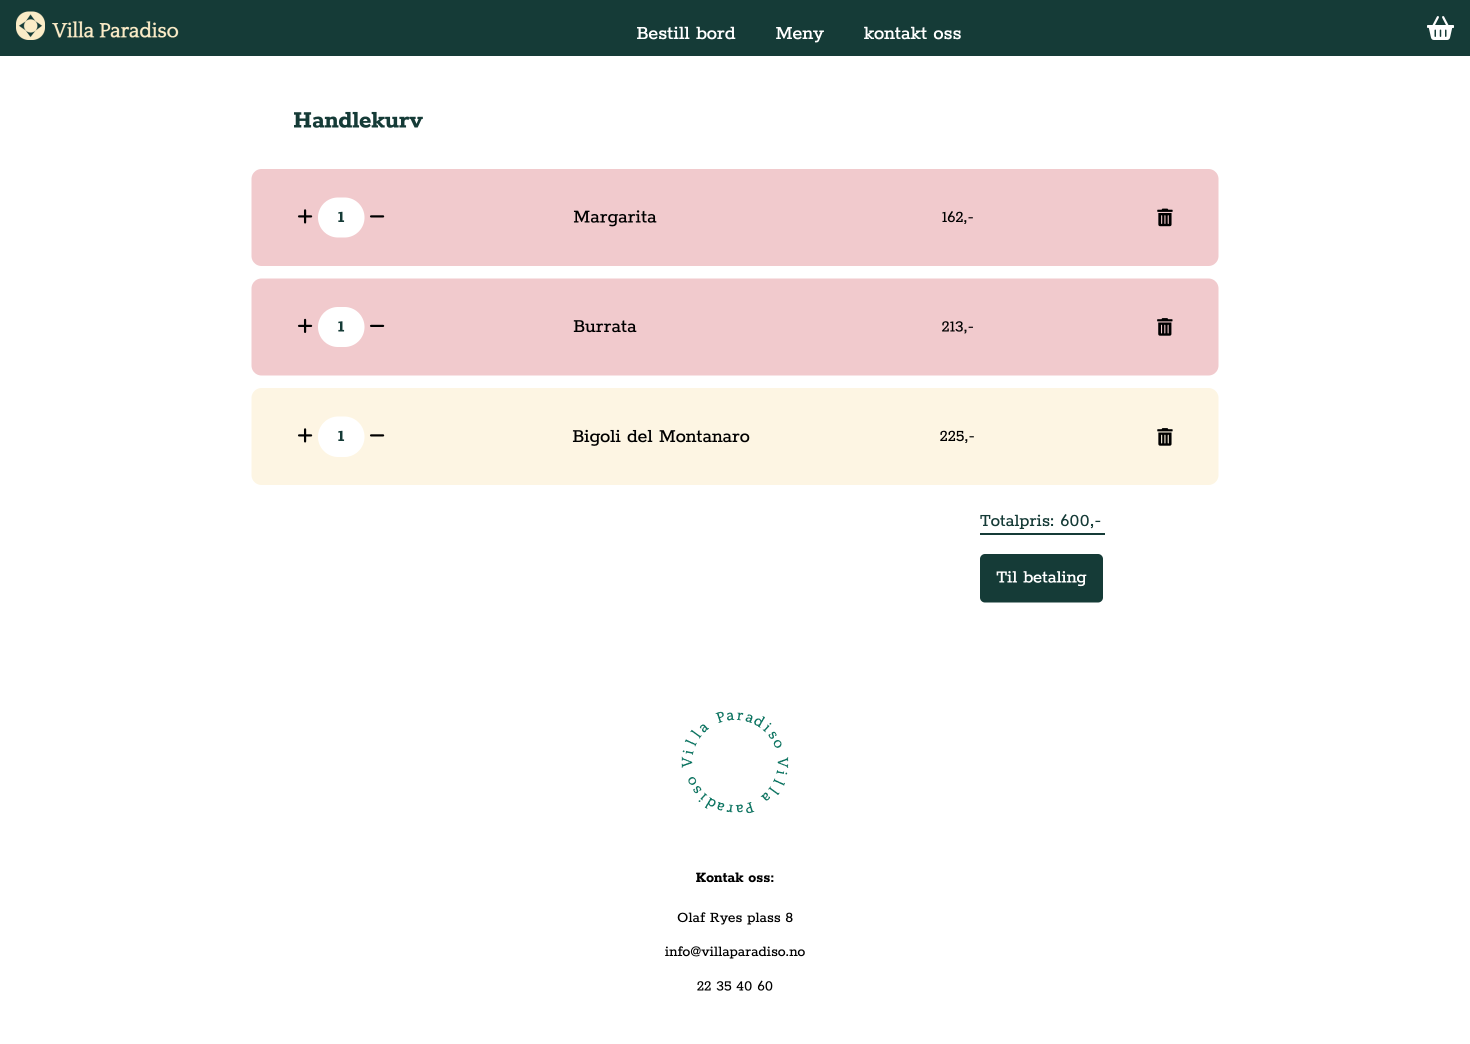 Villa Paradiso
Bestill bord
Meny
kontakt oss
Handlekurv
1
Margarita
162,-
1
Burrata
213,-
1
Bigoli del Montanaro
225,-
Totalpris: 600,-
Til betaling
Villa Paradiso Villa Paradiso
Kontak oss:
Olaf Ryes plass 8
info@villaparadiso.no
22 35 40 60